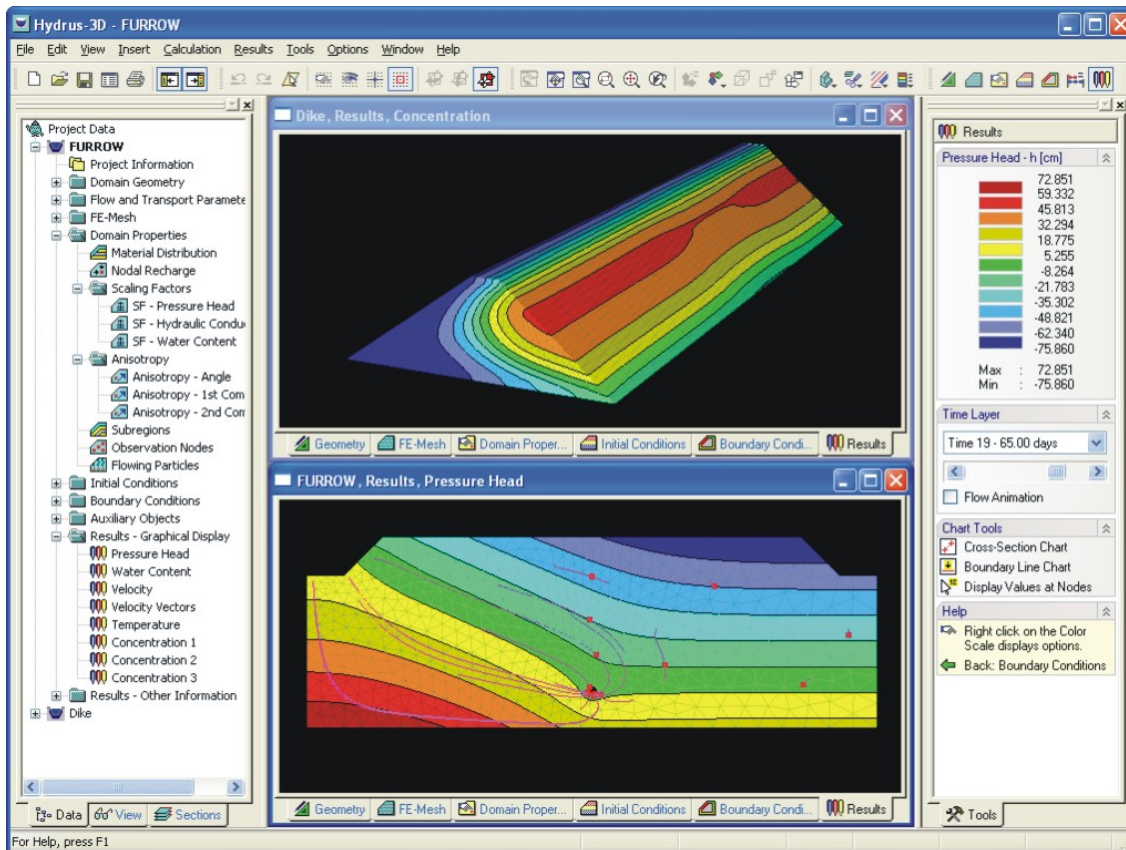 Hydrus-3D - FURROW
File Edit View Insert Calculation Results Tools Options Window Help
Project Data
FURROW
Project Information
Domain Geometry
Flow and Transport Paramete
FE-Mesh
Domain Properties
Material Distribution
Nodal Recharge
Scaling Factors
SF - Pressure Head
SF - Hydraulic Condu
SF - Water Content
Anisotropy
Anisotropy - Angle
Anisotropy - 1st Com
Anisotropy - 2nd Com
Subregions
Observation Nodes
Flowing Particles
Initial Conditions
Boundary Conditions
Auxiliary Objects
Results - Graphical Display
Pressure Head
Water Content
Velocity
Velocity Vectors
Temperature
Concentration 1
Concentration 2
Concentration 3
Results - Other Information
Dike
Data View Sections
Dike, Results, Concentration
Geometry FE-Mesh Domain Proper... Initial Conditions Boundary Condi... Results
FURROW, Results, Pressure Head
Geometry FE-Mesh Domain Proper... Initial Conditions Boundary Condi... Results
Results
Pressure Head - h [cm]
72.851
59.332
45.813
32.294
18.775
5.255
-8.264
-21.783
-35.302
-48.821
-62.340
-75.860
Max : 72.851
Min : -75.860
Time Layer
Time 19 - 65.00 days
Flow Animation
Chart Tools
Cross-Section Chart
Boundary Line Chart
Display Values at Nodes
Help
Right click on the Color
Scale displays options.
Back: Boundary Conditions
Tools
For Help, press F1